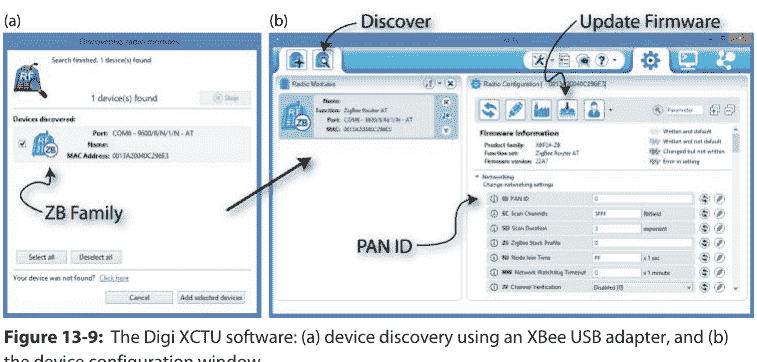 (a)
(b)
Discover
Update Firmware
Discovering radio modules...
Search finished. 1 device(s) found
1 device(s) found
Stop
Devices discovered:
Port: COM8 - 9600/8/N/1/N - AT
Name:
MAC Address: 0013A20040C296E3
ZB Family
Select all
Deselect all
Your device was not found? Click here
Cancel
Add selected devices
Radio Modules
Name:
Function: ZigBee Router AT
Port: COM8 - 9600/8/N/1/N - AT
MAC: 0013A20040C296E3
Radio Configuration [ - 0013A20040C296E3]
Parameter
Firmware Information
Product family: XBP24-ZB
Function set: ZigBee Router AT
Firmware version: 22A7
Written and default
Written and not default
Changed but not written
Error in setting
Networking
Change networking settings
PAN ID
ID PAN ID 0
SC Scan Channels 3FFF Bitfield
SD Scan Duration 3 exponent
ZS ZigBee Stack Profile 0
NJ Node Join Time FF x 1 sec
NW Network Watchdog Timeout 0 x 1 minute
JV Channel Verification Disabled [0]
Figure 13-9: The Digi XCTU software: (a) device discovery using an XBee USB adapter, and (b)
the device configuration window